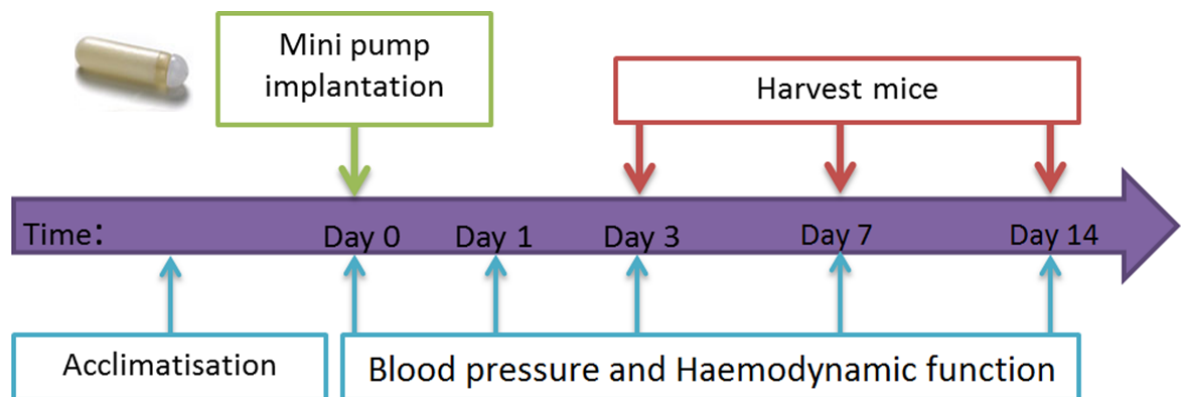 Mini pump
implantation
Harvest mice
Time:
Day 0
Day 1
Day 3
Day 7
Day 14
Acclimatisation
Blood pressure and Haemodynamic function